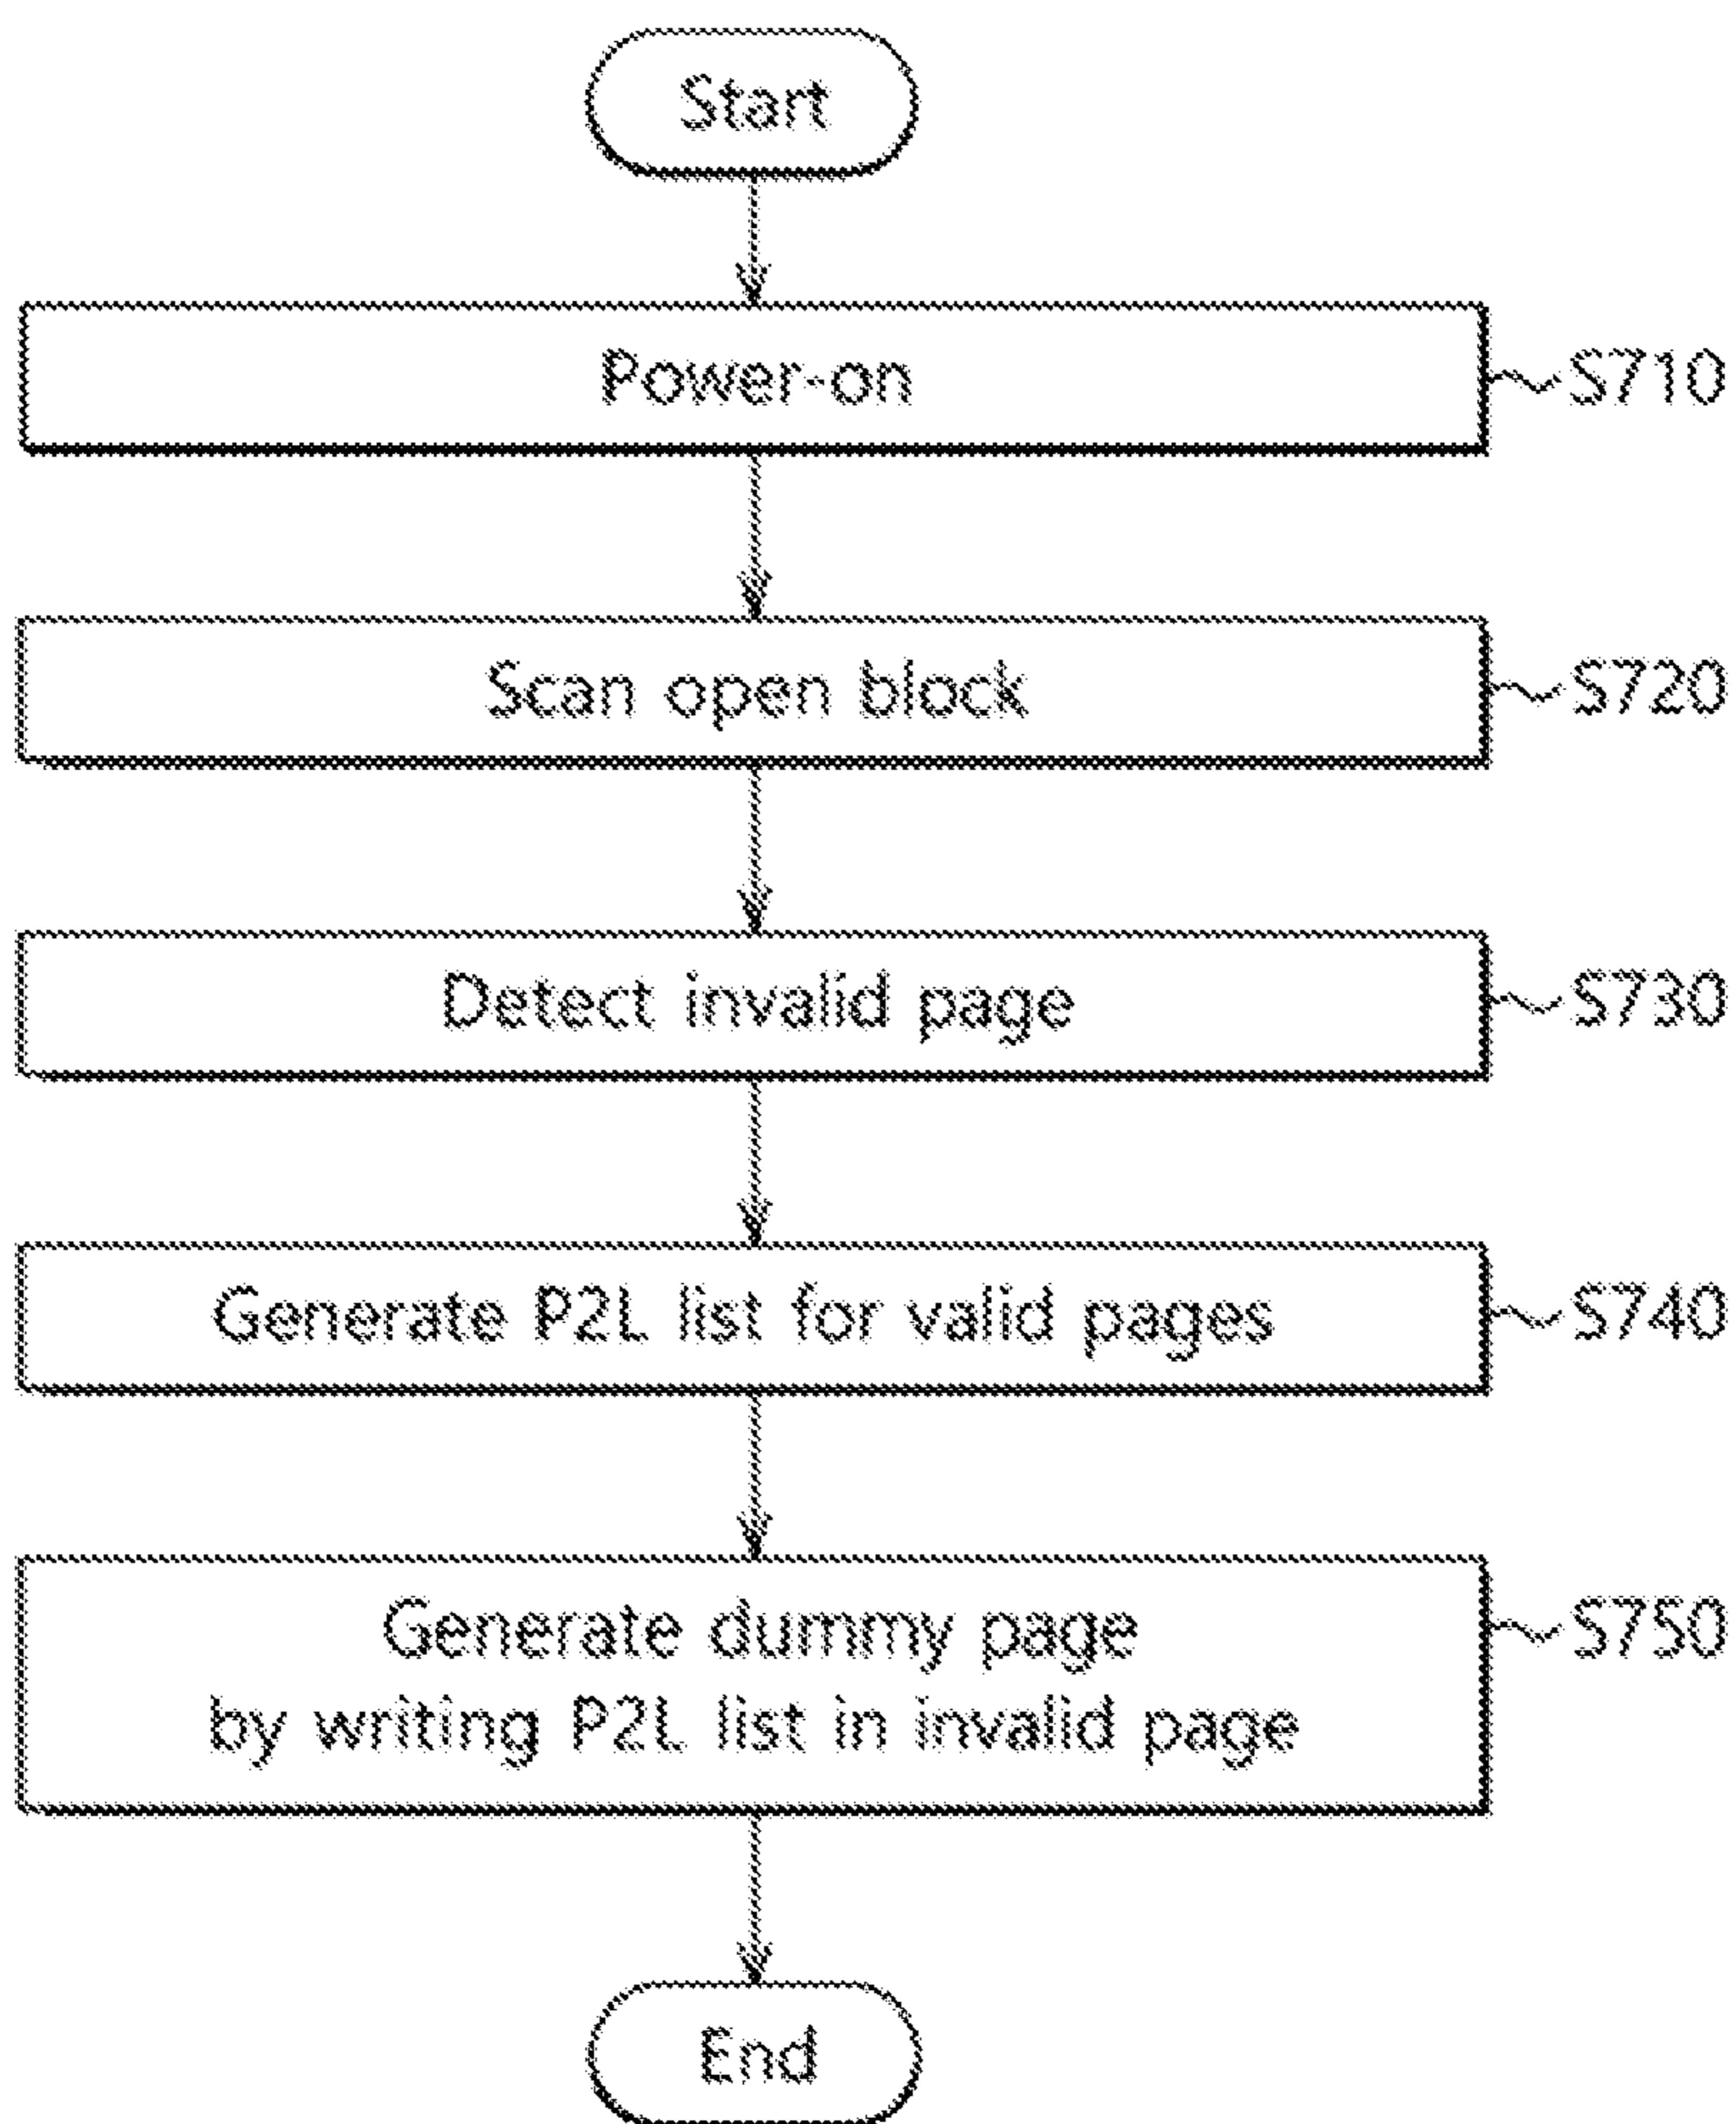 Start
Power-on
S710
Scan open block
S720
Detect invalid page
S730
Generate P2L list for valid pages
S740
Generate dummy page
by writing P2L list in invalid page
S750
End